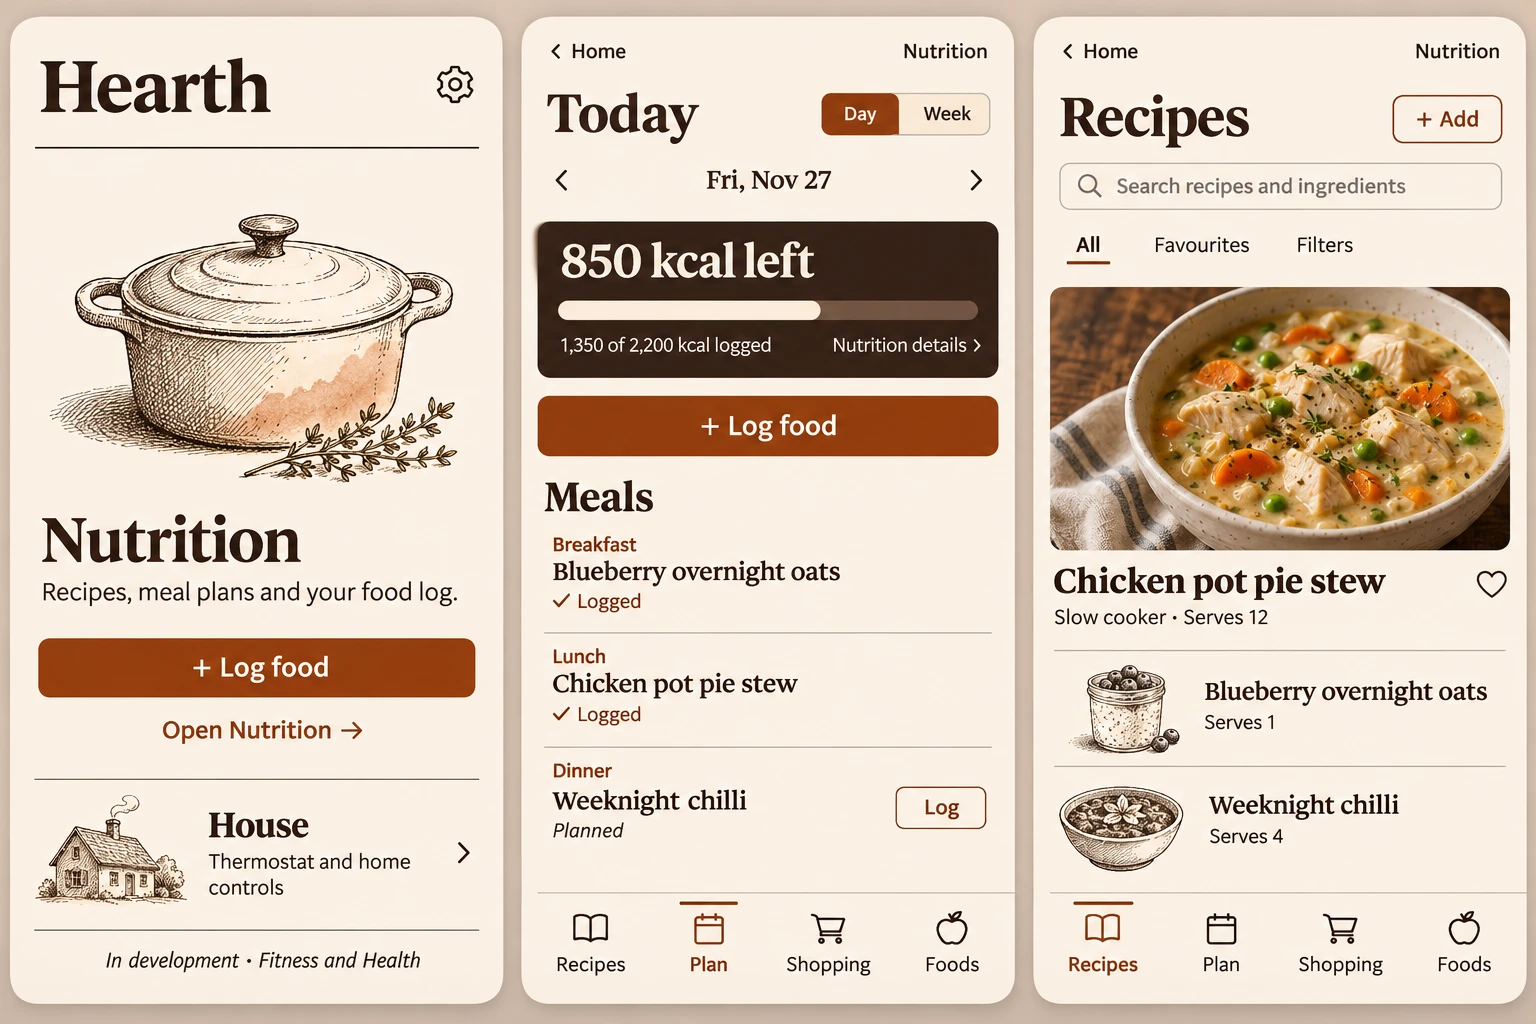 Hearth
Nutrition
Recipes, meal plans and your food log.
+ Log food
Open Nutrition →
House
Thermostat and home
controls
In development • Fitness and Health
< Home
Nutrition
Today
Day
Week
Fri, Nov 27
850 kcal left
1,350 of 2,200 kcal logged
Nutrition details >
+ Log food
Meals
Breakfast
Blueberry overnight oats
✓ Logged
Lunch
Chicken pot pie stew
✓ Logged
Dinner
Weeknight chilli
Planned
Log
Recipes
Plan
Shopping
Foods
< Home
Nutrition
Recipes
+ Add
Search recipes and ingredients
All
Favourites
Filters
Chicken pot pie stew
Slow cooker • Serves 12
Blueberry overnight oats
Serves 1
Weeknight chilli
Serves 4
Recipes
Plan
Shopping
Foods